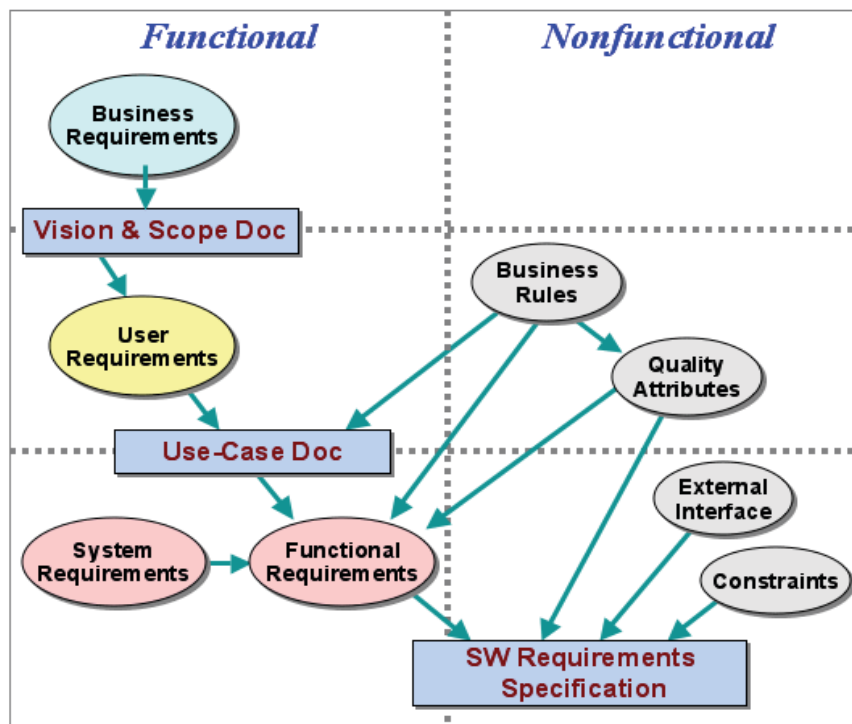 Functional
Nonfunctional
Business
Requirements
Vision & Scope Doc
Business
Rules
User
Requirements
Quality
Attributes
Use-Case Doc
External
Interface
System
Requirements
Functional
Requirements
Constraints
SW Requirements
Specification